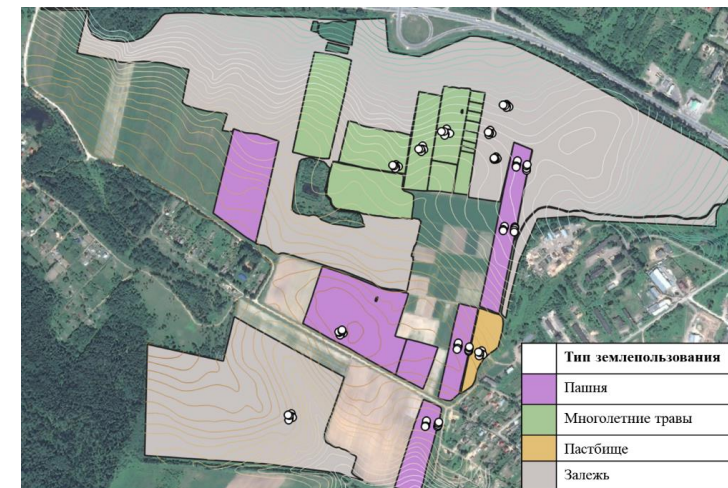 Тип землепользования
Пашня
Многолетние травы
Пастбище
Залежь